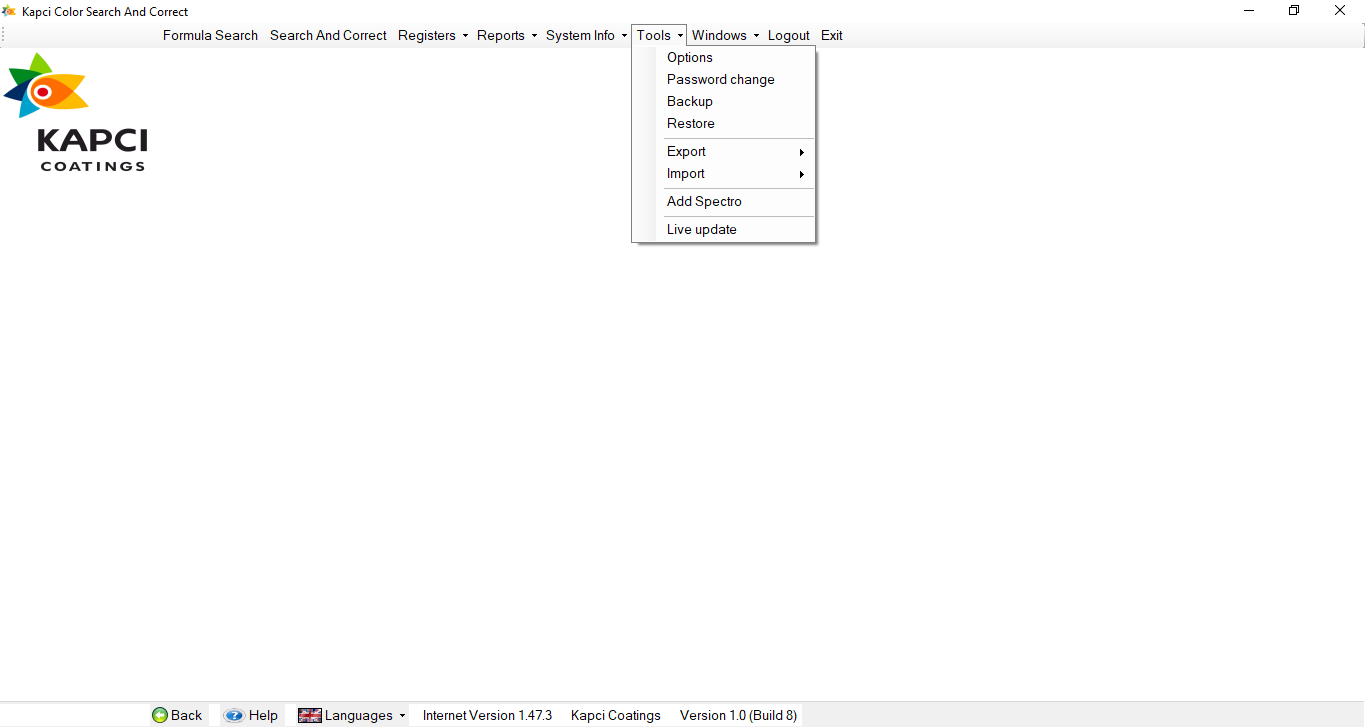 Kapci Color Search And Correct
Formula Search Search And Correct Registers Reports System Info Tools Windows Logout Exit
KAPCI
COATINGS
Options
Password change
Backup
Restore
Export
Import
Add Spectro
Live update
Back Help Languages Internet Version 1.47.3 Kapci Coatings Version 1.0 (Build 8)